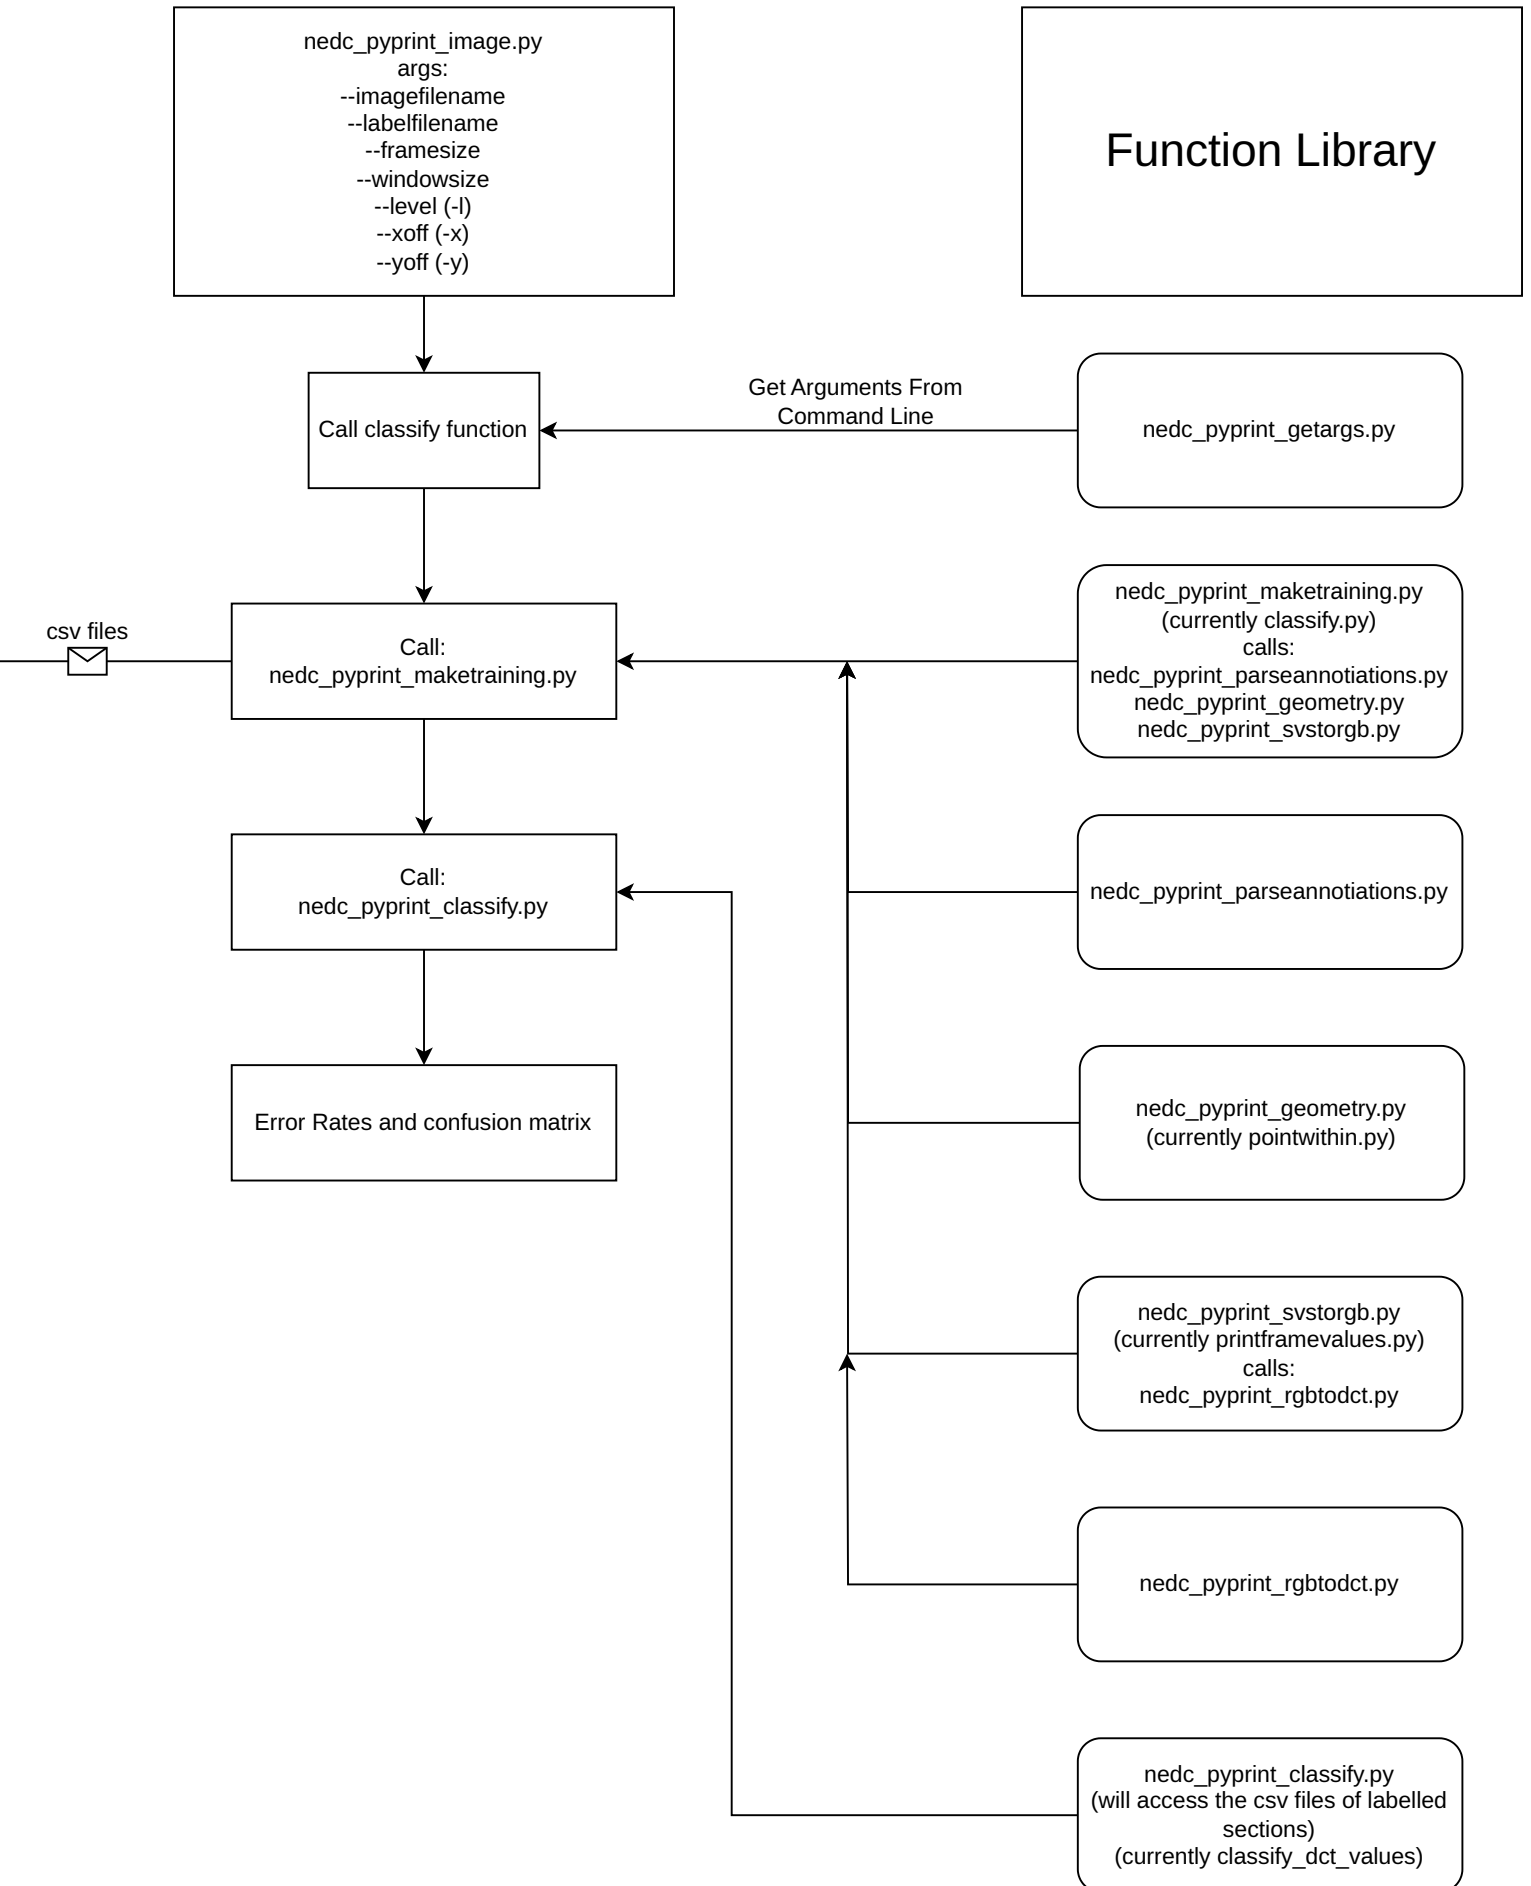 nedc_pyprint_image.py
args:
--imagefilename
--labelfilename
--framesize
--windowsize
--level (-l)
--xoff (-x)
--yoff (-y)
Function Library
Call classify function
Get Arguments From
Command Line
nedc_pyprint_getargs.py
csv files
Call:
nedc_pyprint_maketraining.py
nedc_pyprint_maketraining.py
(currently classify.py)
calls:
nedc_pyprint_parseannotiations.py
nedc_pyprint_geometry.py
nedc_pyprint_svstorgb.py
Call:
nedc_pyprint_classify.py
nedc_pyprint_parseannotiations.py
Error Rates and confusion matrix
nedc_pyprint_geometry.py
(currently pointwithin.py)
nedc_pyprint_svstorgb.py
(currently printframevalues.py)
calls:
nedc_pyprint_rgbtodct.py
nedc_pyprint_rgbtodct.py
nedc_pyprint_classify.py
(will access the csv files of labelled
sections)
(currently classify_dct_values)